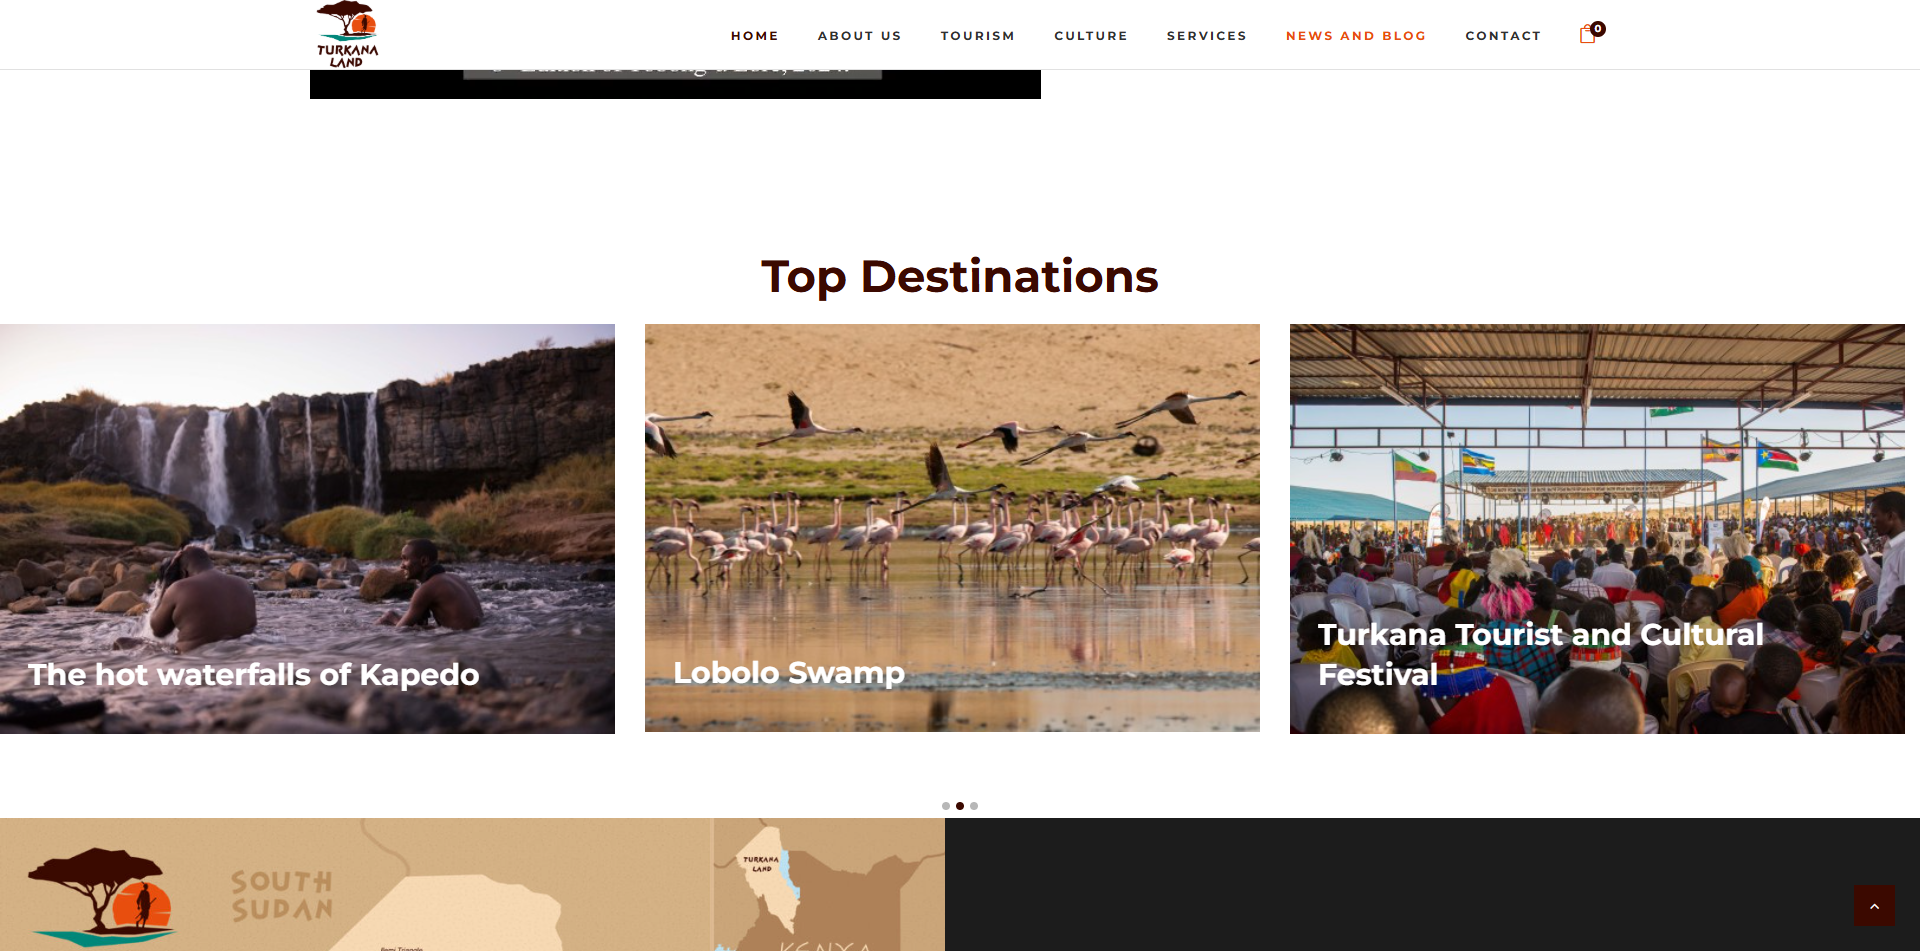 TURKANA
LAND
HOME
ABOUT US
TOURISM
CULTURE
SERVICES
NEWS AND BLOG
CONTACT
0
Top Destinations
The hot waterfalls of Kapedo
Lobolo Swamp
Turkana Tourist and Cultural
Festival
SOUTH
SUDAN
TURKANA
LAND
KENYA